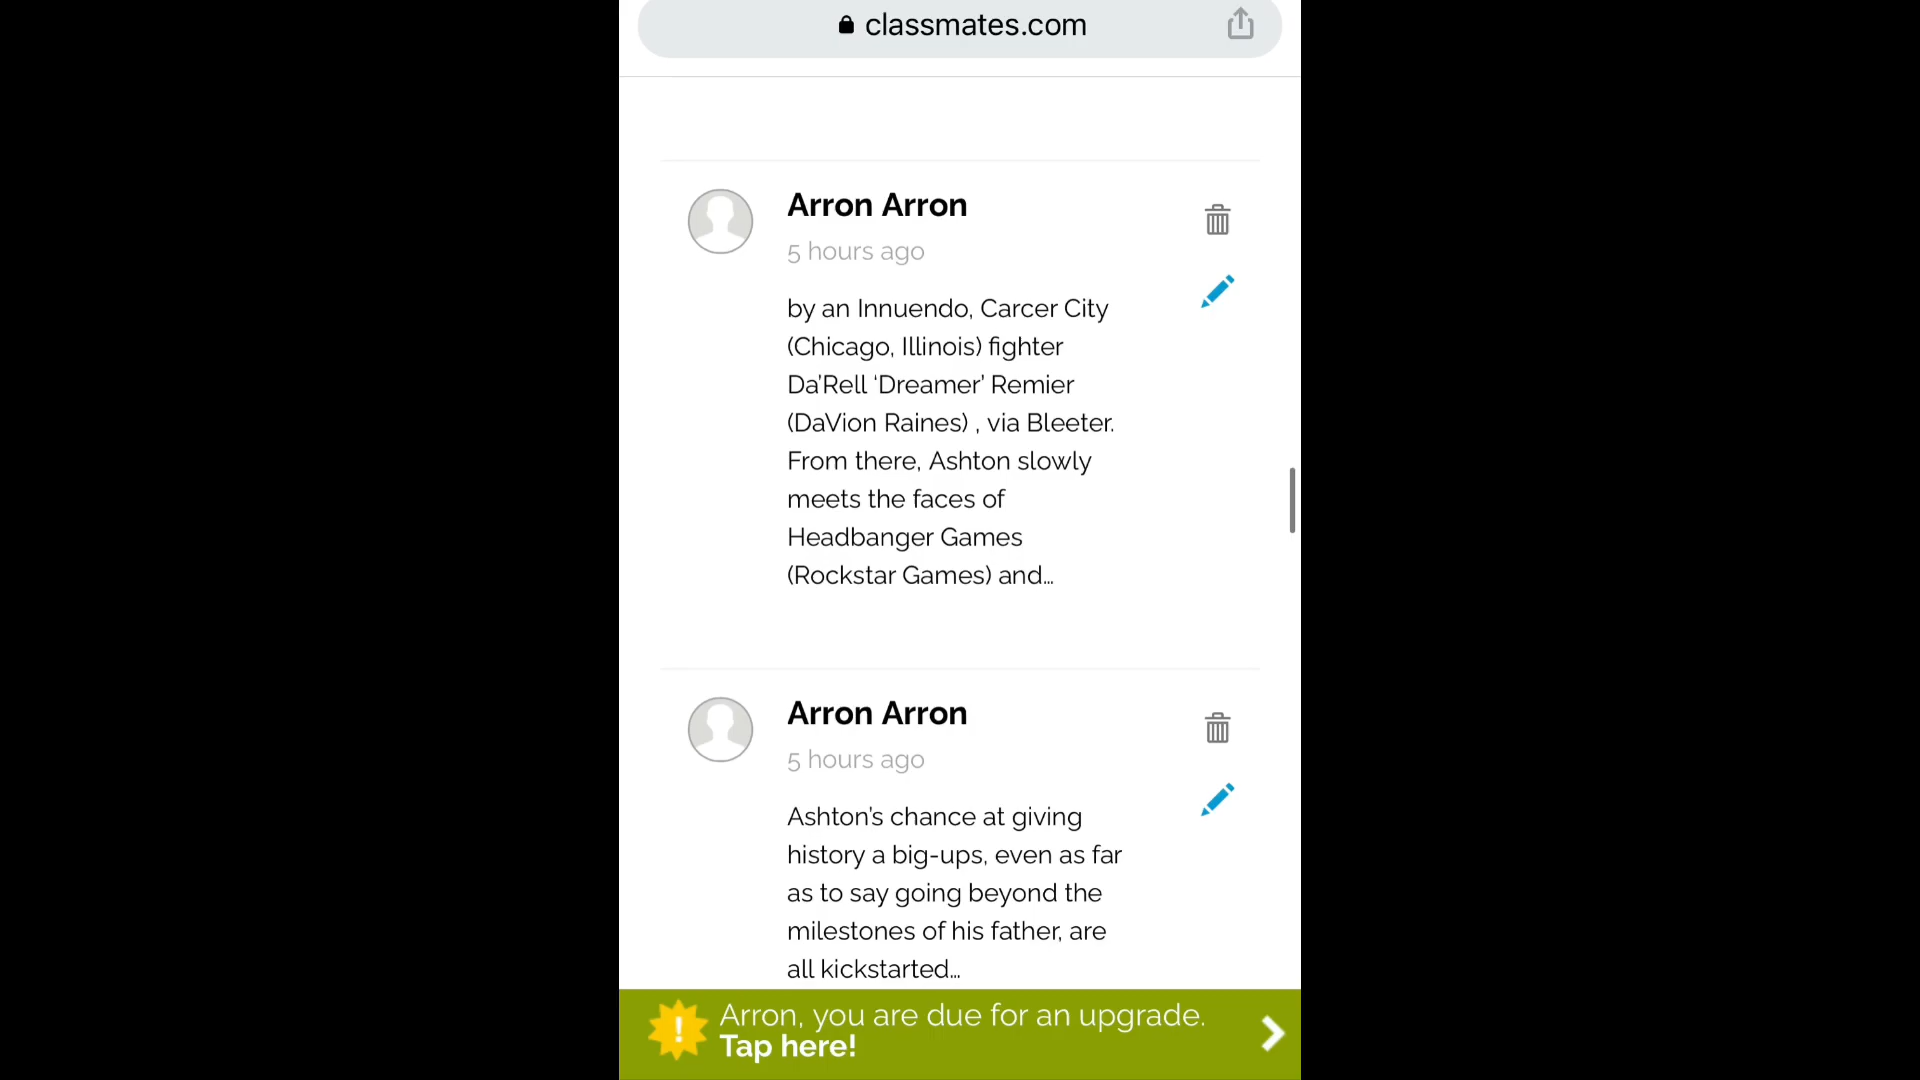 classmates.com
Arron Arron
5 hours ago
by an Innuendo, Carcer City
(Chicago, Illinois) fighter
Da’Rell ‘Dreamer’ Remier
(DaVion Raines) , via Bleeter.
From there, Ashton slowly
meets the faces of
Headbanger Games
(Rockstar Games) and…
Arron Arron
5 hours ago
Ashton’s chance at giving
history a big-ups, even as far
as to say going beyond the
milestones of his father, are
all kickstarted…
Arron, you are due for an upgrade.
Tap here!